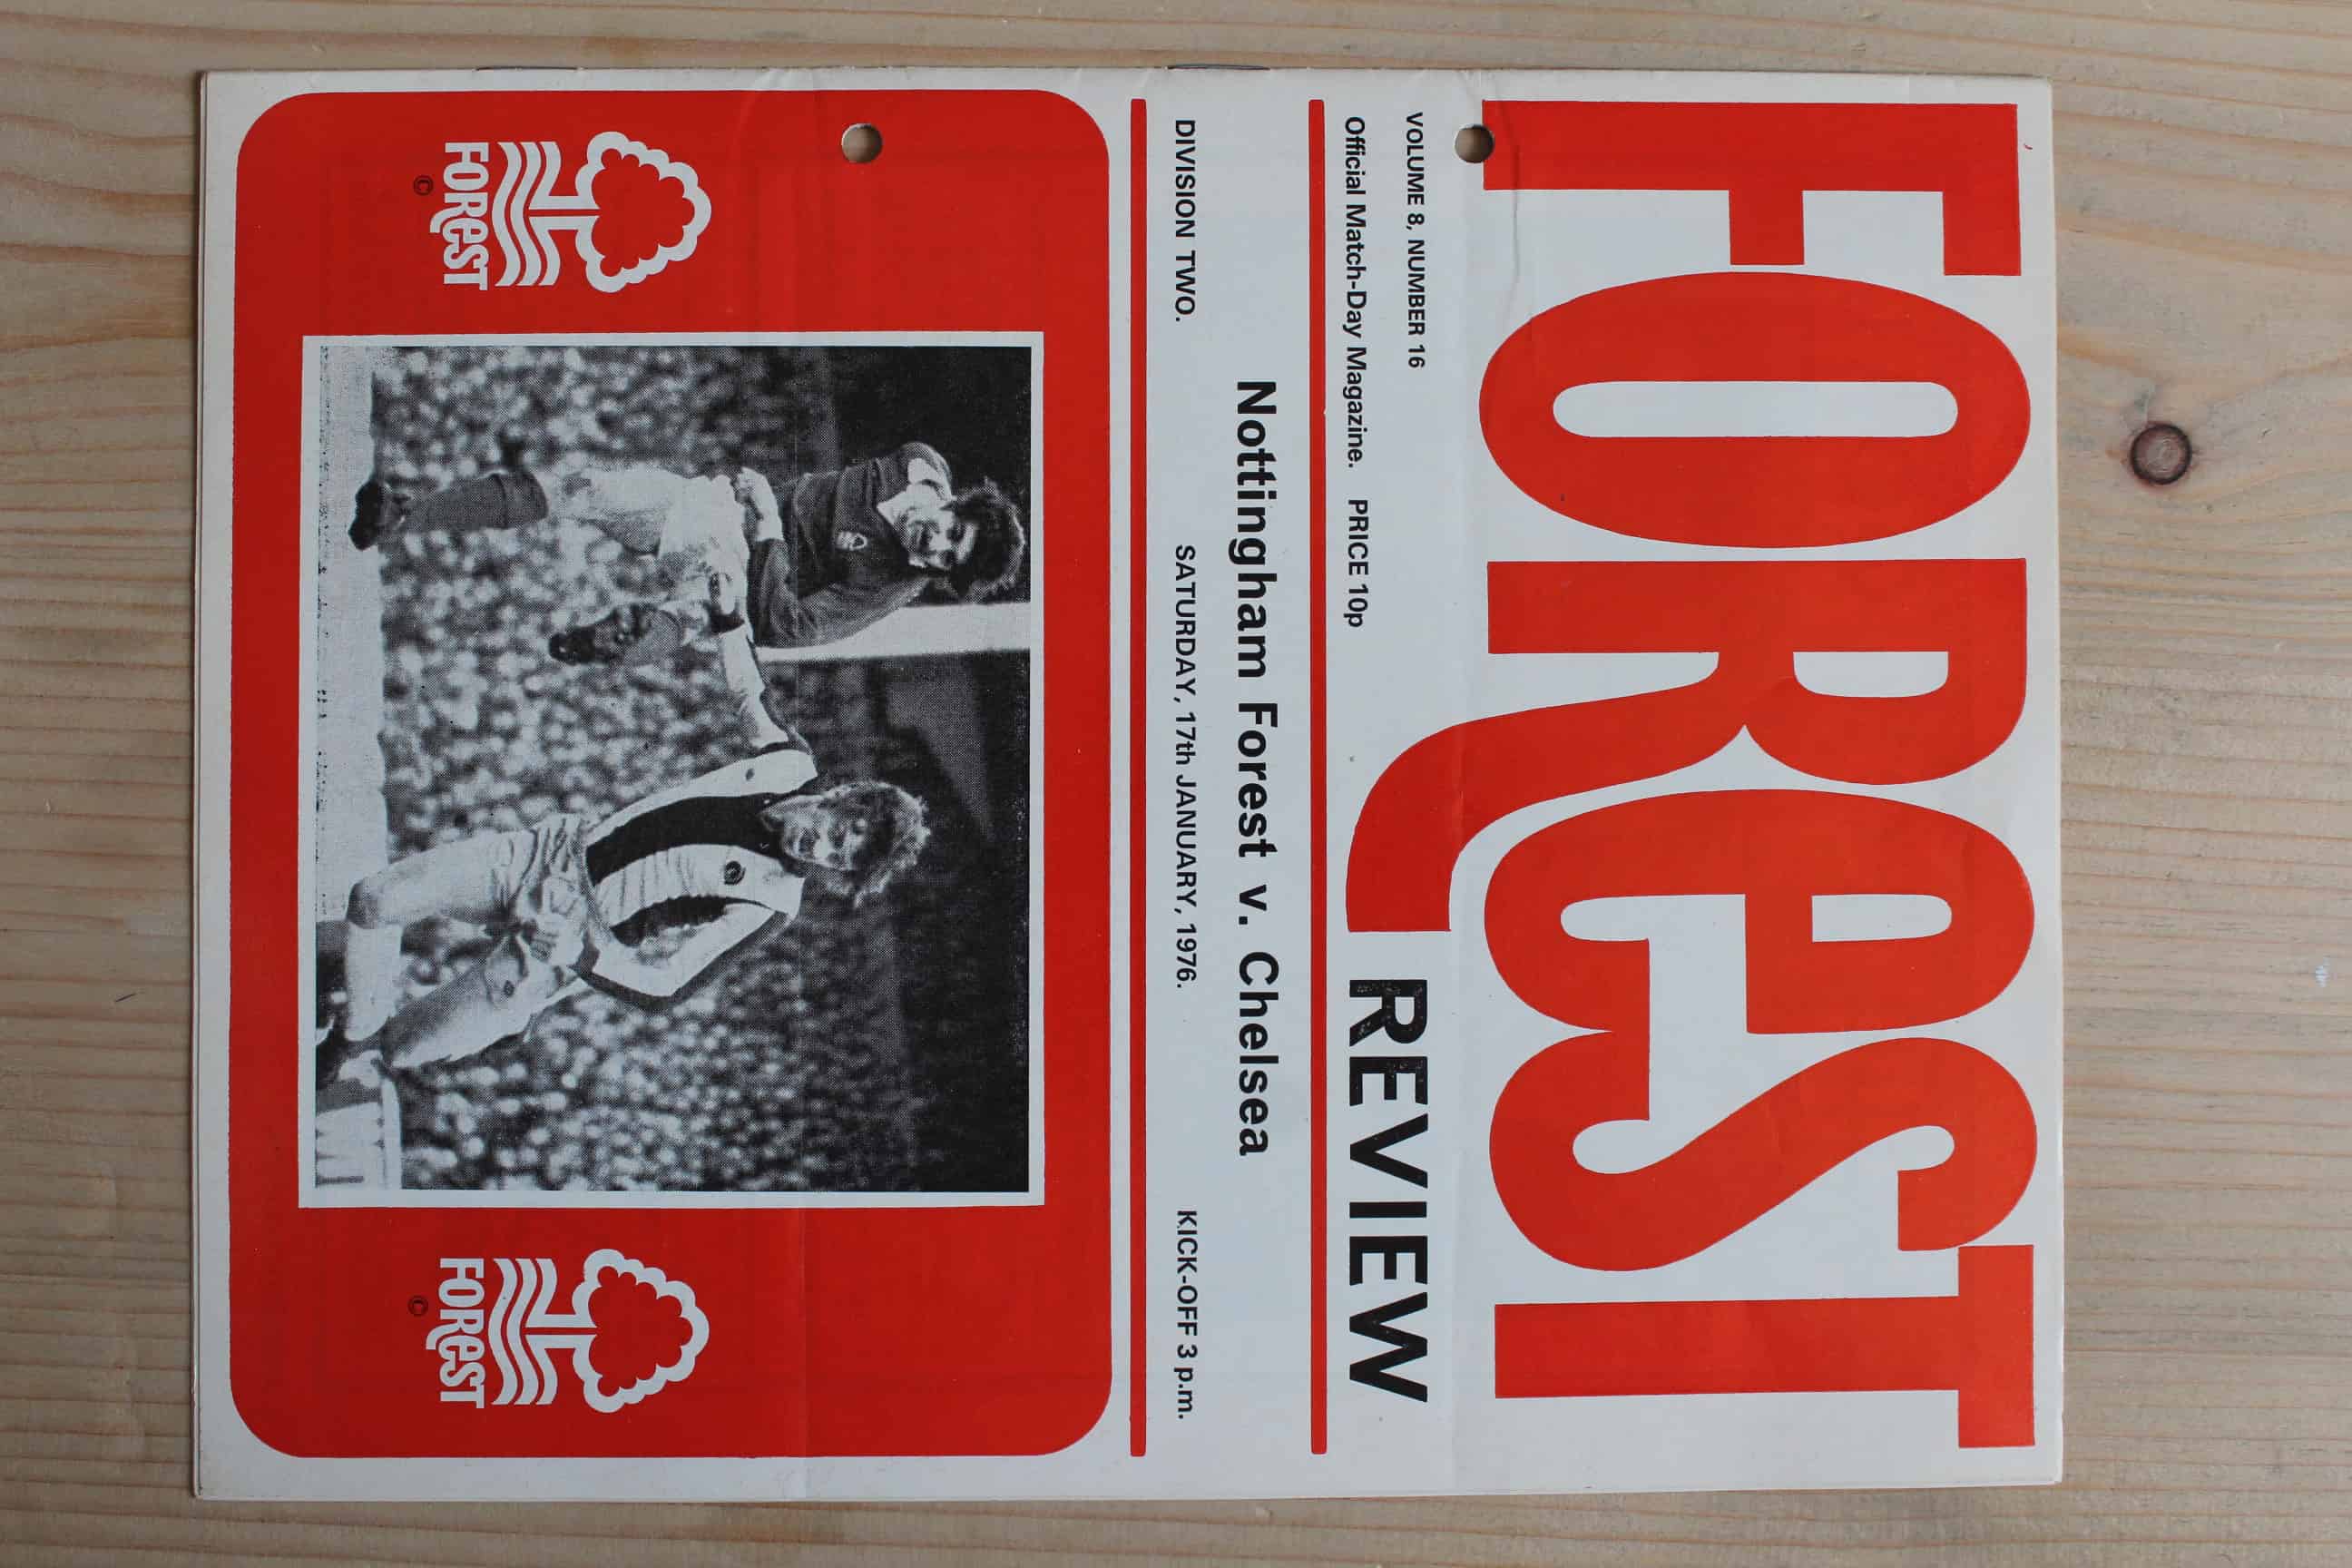 FOReST
VOLUME 8, NUMBER 16
REVIEW
Official Match-Day Magazine. PRICE 10p
Nottingham Forest v. Chelsea
DIVISION TWO. SATURDAY, 17th JANUARY, 1976. KICK-OFF 3 p.m.
FOReST
©
FOReST
©